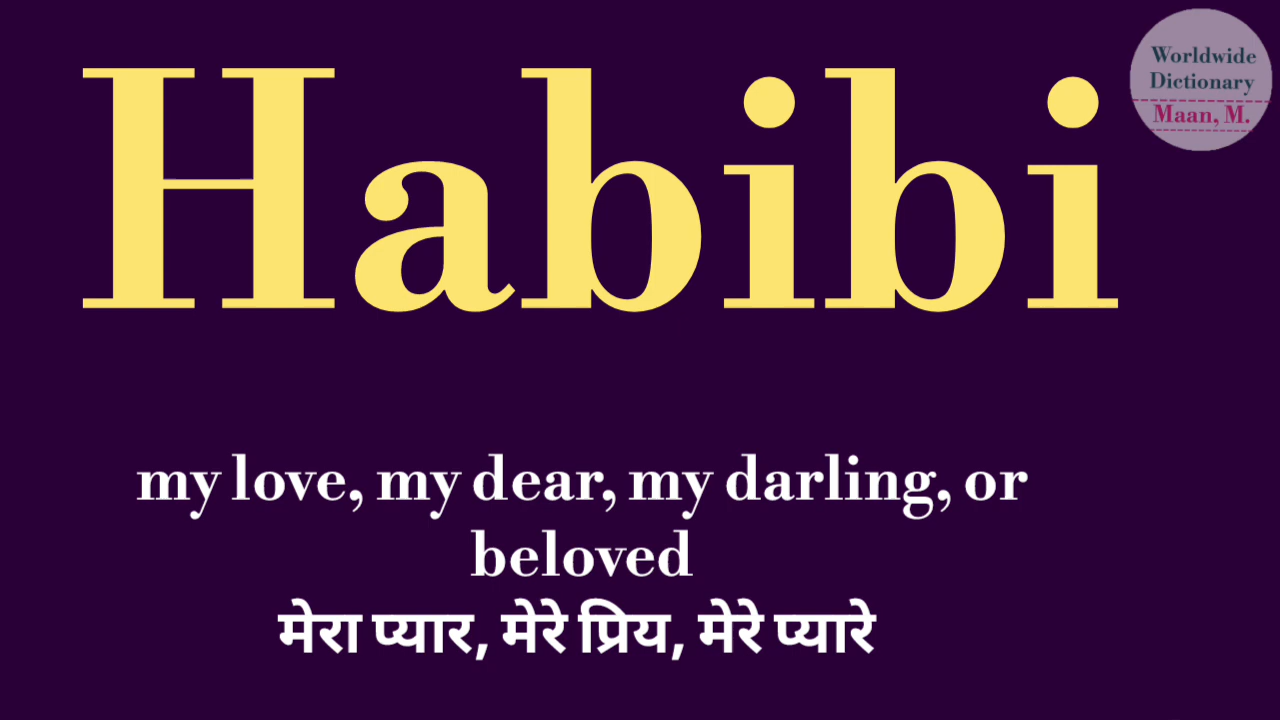 Habibi
Worldwide
Dictionary
Maan, M.
my love, my dear, my darling, or
beloved
मेरा प्यार, मेरे प्रिय, मेरे प्यारे